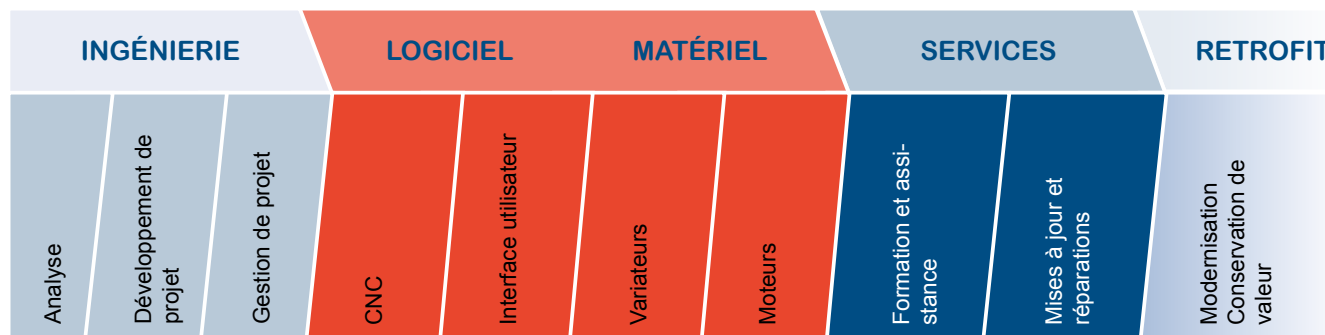 INGÉNIERIE
LOGICIEL
MATÉRIEL
SERVICES
RETROFIT
Analyse
Développement de
projet
Gestion de projet
CNC
Interface utilisateur
Variateurs
Moteurs
Formation et assi-
stance
Mises à jour et
réparations
Modernisation
Conservation de
valeur